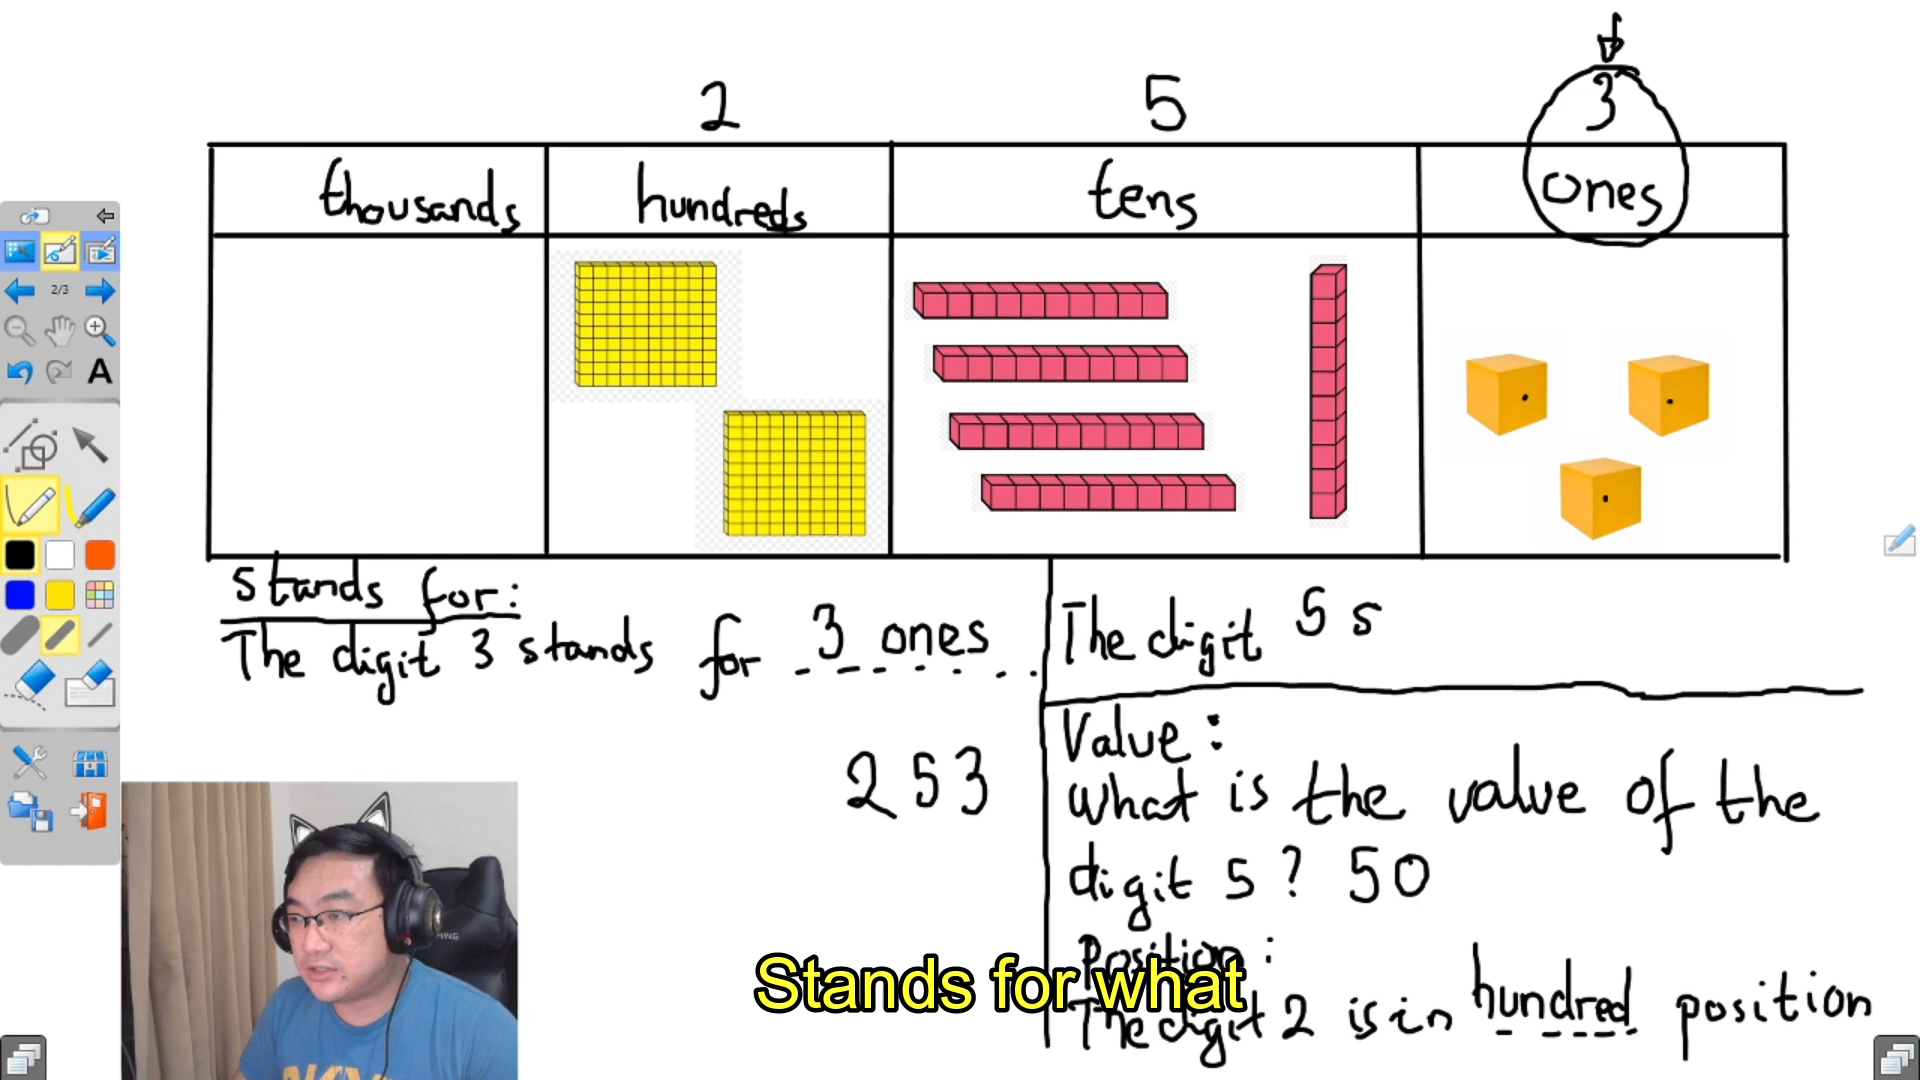 2 5 3
thousands hundreds tens ones
2/3
A
stands for:
The digit 3 stands for 3 ones
The digit 5 s
253
Value:
What is the value of the
digit 5 ? 50
Position:
The digit 2 is in hundred position
Stands for what